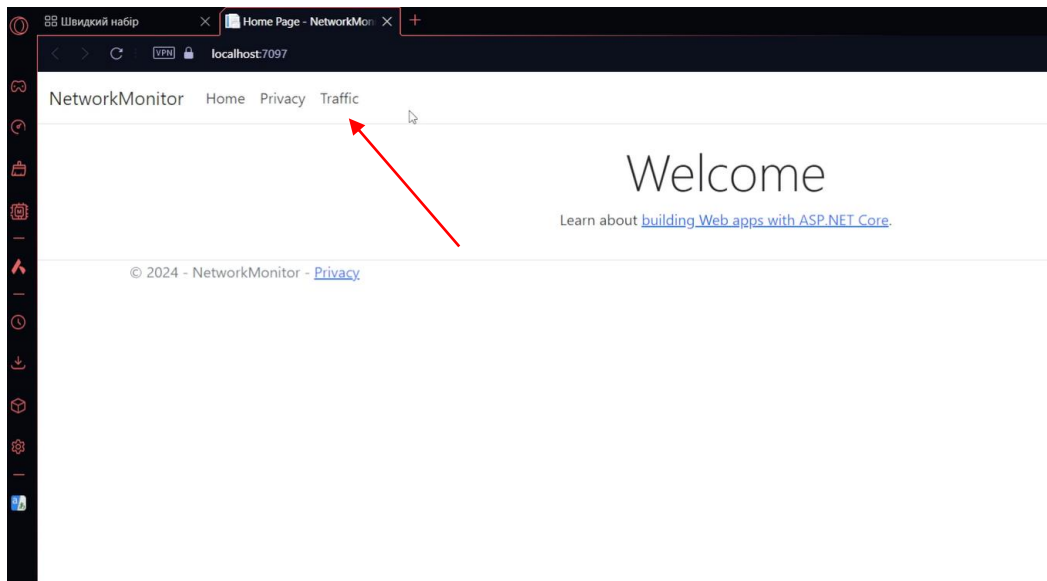 Швидкий набір
Home Page - NetworkMon
VPN localhost:7097
NetworkMonitor Home Privacy Traffic
Welcome
Learn about building Web apps with ASP.NET Core.
© 2024 - NetworkMonitor - Privacy